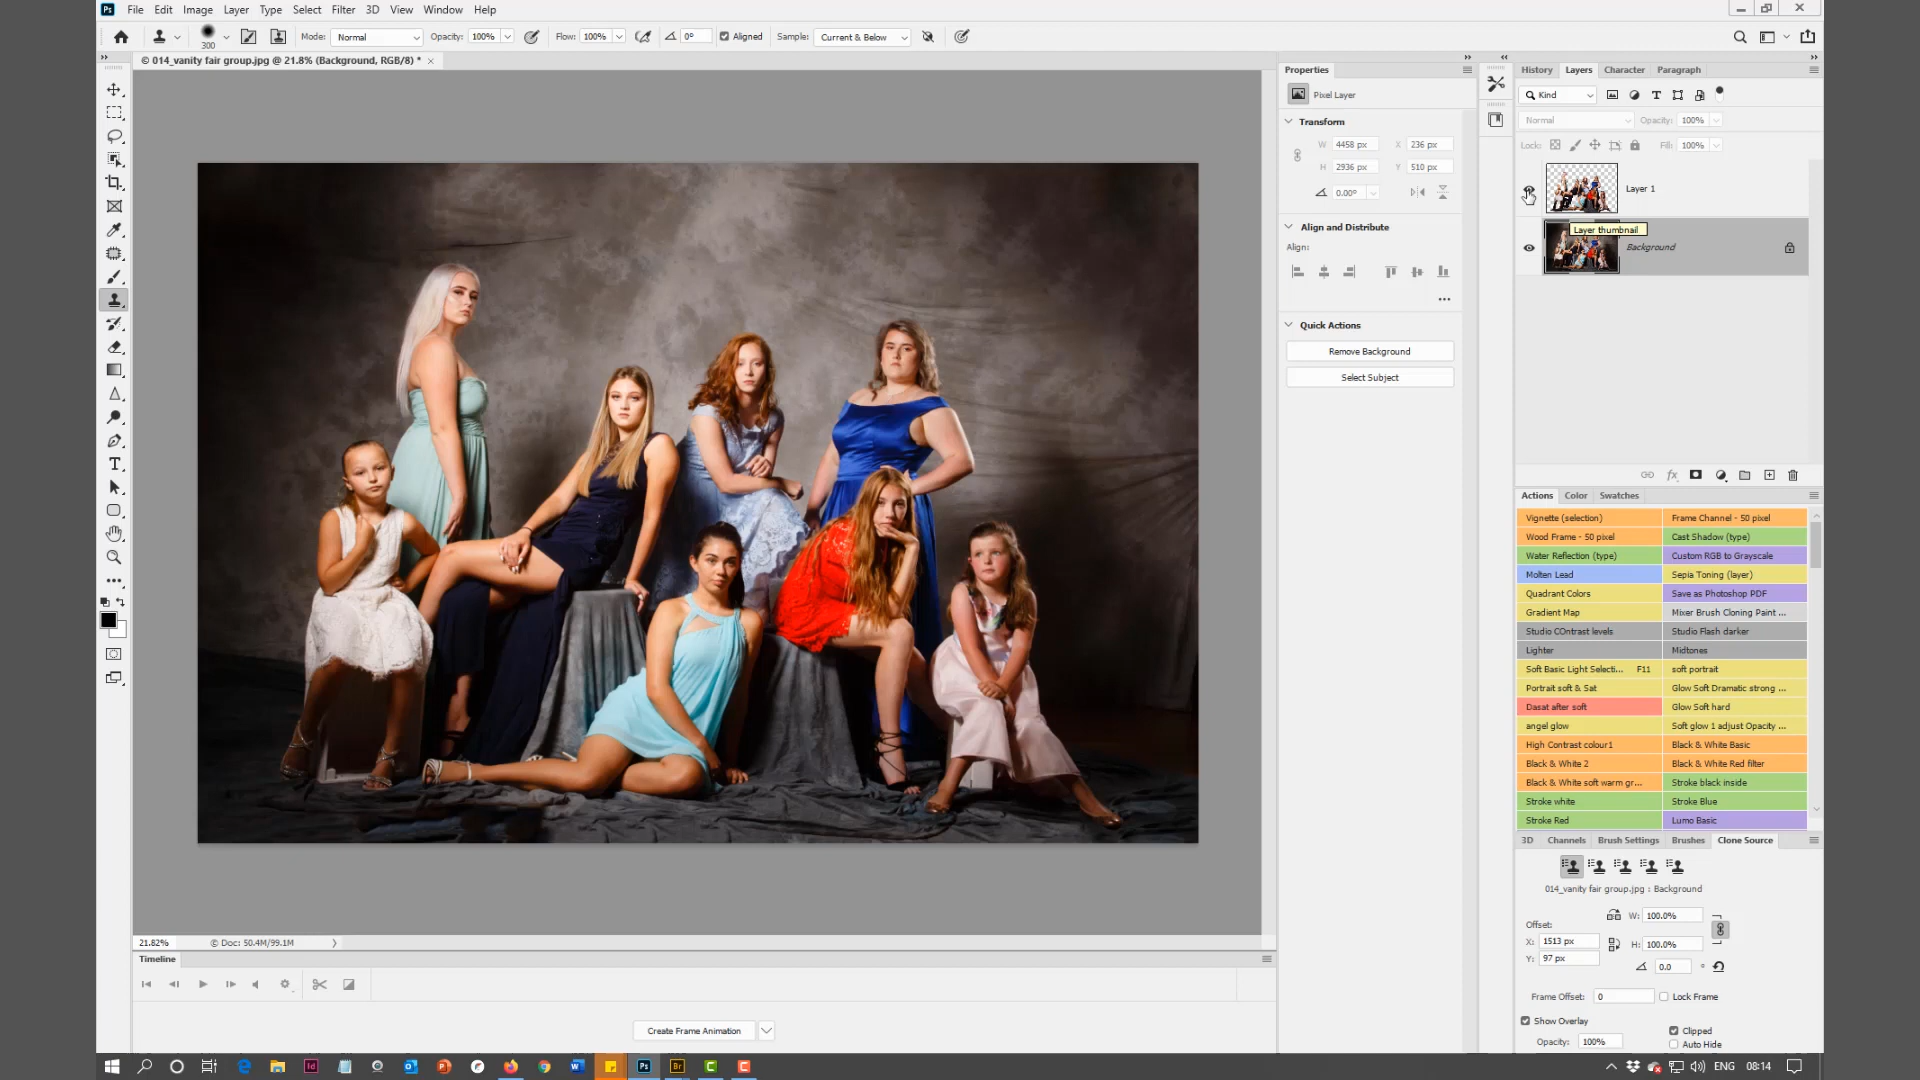 Ps File Edit Image Layer Type Select Filter 3D View Window Help
300 Mode: Normal Opacity: 100% Flow: 100% 0° Aligned Sample: Current & Below
© 014_vanity fair group.jpg @ 21.8% (Background, RGB/8) * ×
Properties
Pixel Layer
Transform
W 4458 px X 236 px
H 2936 px Y 510 px
0.00°
Align and Distribute
Align:
Quick Actions
Remove Background
Select Subject
History Layers Character Paragraph
Kind
Normal Opacity: 100%
Lock: Fill: 100%
Layer 1
Layer thumbnail
Background
fx
Actions Color Swatches
Vignette (selection) Frame Channel - 50 pixel
Wood Frame - 50 pixel Cast Shadow (type)
Water Reflection (type) Custom RGB to Grayscale
Molten Lead Sepia Toning (layer)
Quadrant Colors Save as Photoshop PDF
Gradient Map Mixer Brush Cloning Paint ...
Studio COntrast levels Studio Flash darker
Lighter Midtones
Soft Basic Light Selecti... F11 soft portrait
Portrait soft & Sat Glow Soft Dramatic strong ...
Dasat after soft Glow Soft hard
angel glow Soft glow 1 adjust Opacity ...
High Contrast colour1 Black & White Basic
Black & White 2 Black & White Red filter
Black & White soft warm gr... Stroke black inside
Stroke white Stroke Blue
Stroke Red Lumo Basic
3D Channels Brush Settings Brushes Clone Source
014_vanity fair group.jpg : Background
W: 100.0%
Offset:
X: 1513 px H: 100.0%
Y: 97 px
0.0 °
Frame Offset: 0 Lock Frame
Show Overlay
Clipped
Opacity: 100% Auto Hide
21.82% © Doc: 50.4M/99.1M
Timeline
Create Frame Animation
ENG 08:14